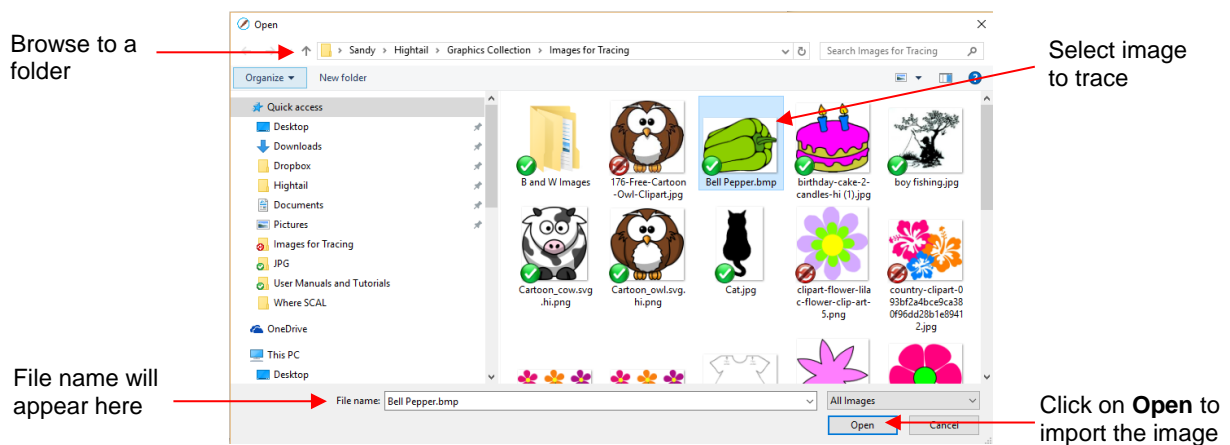 Open
Browse to a
folder
Sandy > Hightail > Graphics Collection > Images for Tracing
Search Images for Tracing
Select image
to trace
Organize
New folder
Quick access
Desktop
Downloads
Dropbox
Hightail
Documents
Pictures
Images for Tracing
JPG
User Manuals and Tutorials
Where SCAL
OneDrive
This PC
Desktop
B and W Images
176-Free-Cartoon
-Owl-Clipart.jpg
Bell Pepper.bmp
birthday-cake-2-
candles-hi (1).jpg
boy fishing.jpg
Cartoon_cow.svg
.hi.png
Cartoon_owl.svg.
hi.png
Cat.jpg
clipart-flower-lila
c-flower-clip-art-
5.png
country-clipart-0
93bf2a4bce9ca38
0f96dd28b1e8941
2.jpg
File name will
appear here
File name:
Bell Pepper.bmp
All Images
Open
Cancel
Click on Open to
import the image